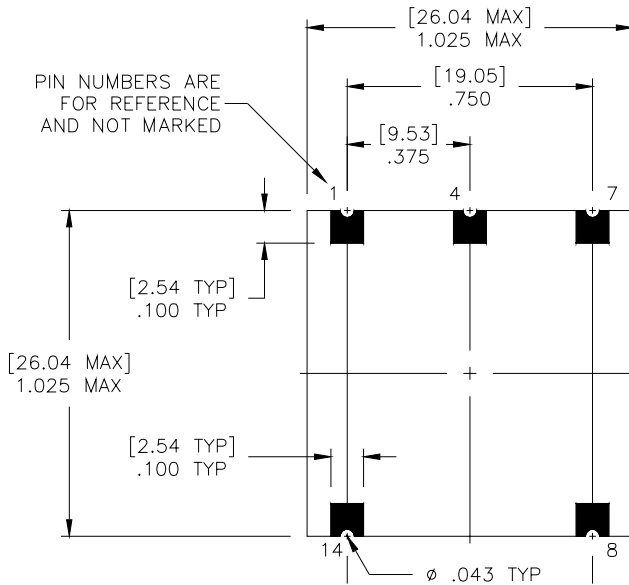 [26.04 MAX]
1.025 MAX
PIN NUMBERS ARE
FOR REFERENCE
AND NOT MARKED
[19.05]
.750
[9.53]
.375
1
4
7
[2.54 TYP]
.100 TYP
[26.04 MAX]
1.025 MAX
[2.54 TYP]
.100 TYP
14
8
ø .043 TYP